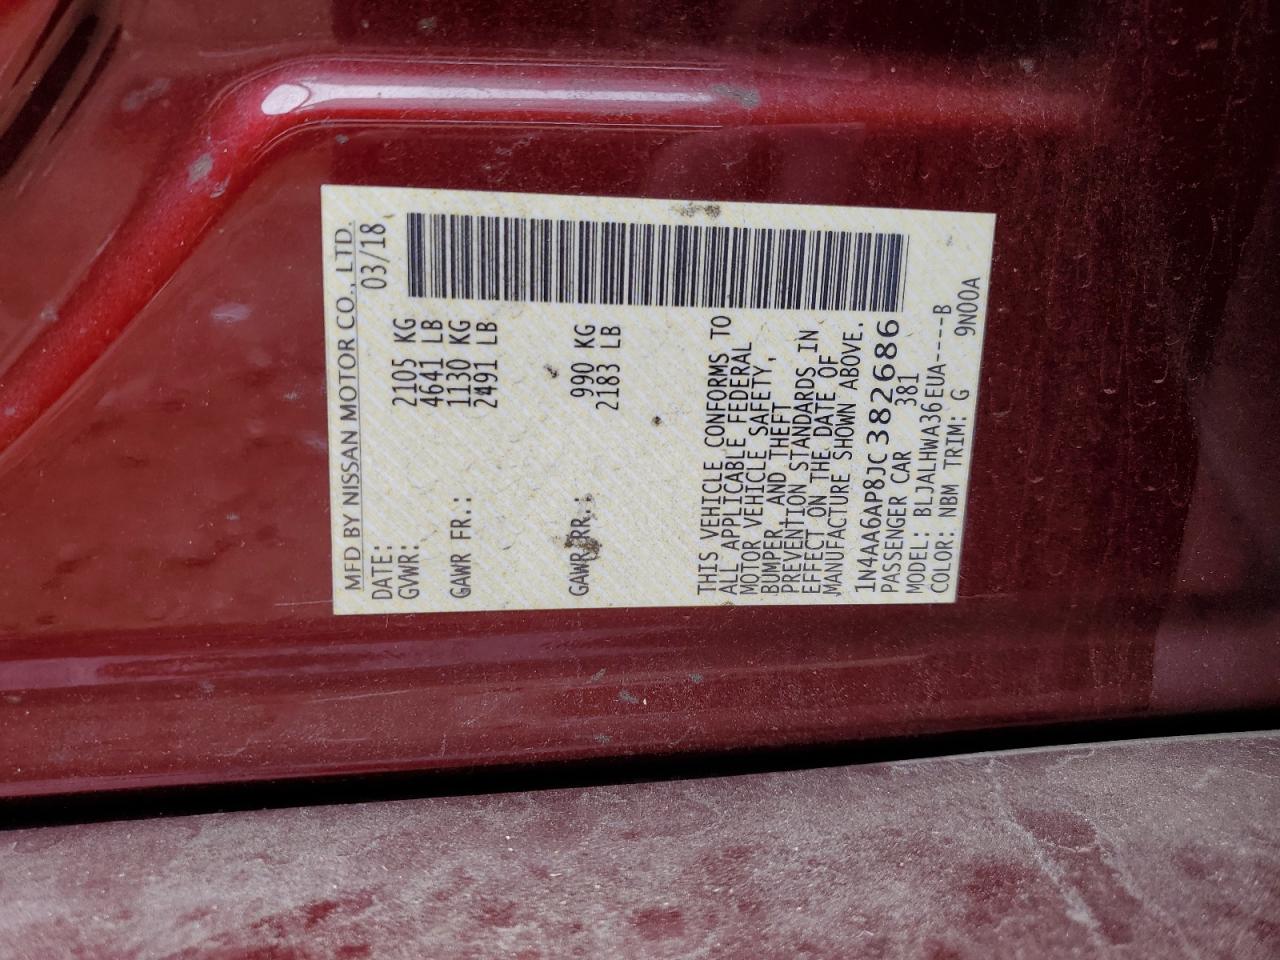 MFD BY NISSAN MOTOR CO., LTD.
DATE: 03/18
GVWR: 2105 KG
4641 LB
GAWR FR.: 1130 KG
2491 LB
GAWR RR.: 990 KG
2183 LB
THIS VEHICLE CONFORMS TO
ALL APPLICABLE FEDERAL
MOTOR VEHICLE SAFETY,
BUMPER, AND THEFT
PREVENTION STANDARDS IN
EFFECT ON THE DATE OF
MANUFACTURE SHOWN ABOVE.
1N4AA6AP8JC382686
PASSENGER CAR 381
MODEL: BLJALHWA36EUA----B
COLOR: NBM TRIM: G 9N00A